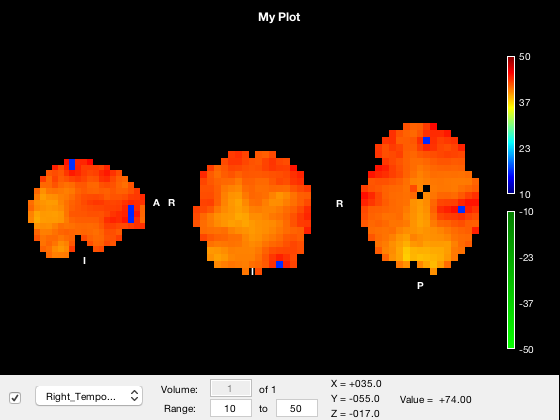 My Plot
50
37
23
10
-10
-23
-37
-50
A R
R
I
I
P
Right_Tempo...
Volume: 1 of 1
Range: 10 to 50
X = +035.0
Y = -055.0
Z = -017.0
Value = +74.00